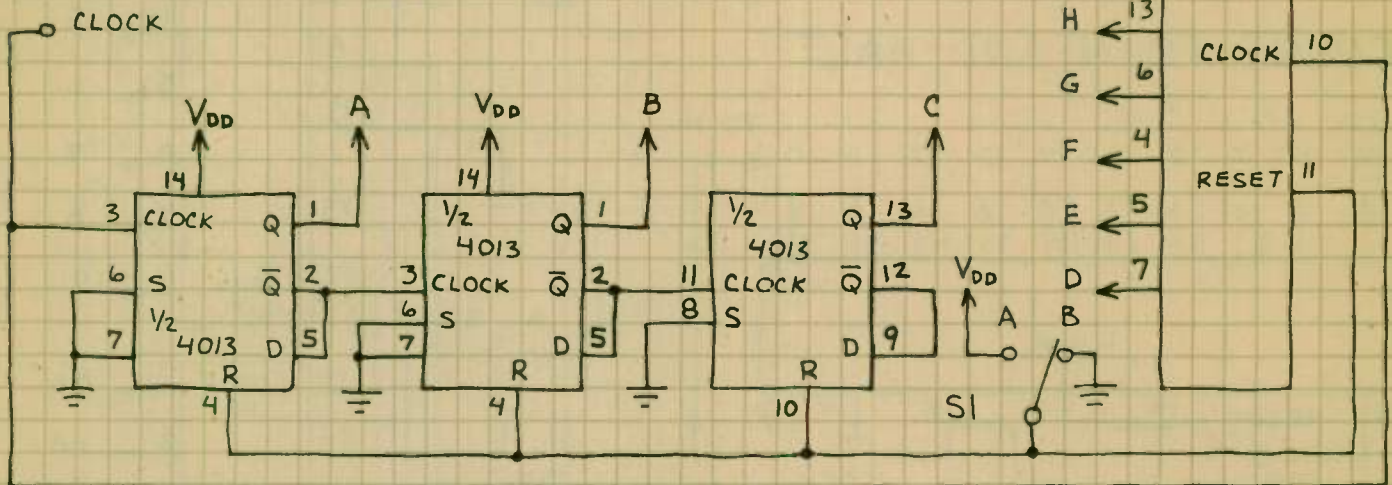 CLOCK
H 13
CLOCK 10
G 6
VDD A VDD B C
F 4
14 14
RESET 11
3 CLOCK Q 1
1/2 4013 Q 1
1/2 4013 Q 13
E 5
6 S Q̅ 2
3 CLOCK Q̅ 2
11 CLOCK Q̅ 12
VDD
D 7
7 1/2 4013 D 5
6 S
7 D 5
8 S
D 9
A B
R R R
4 4 10
S1